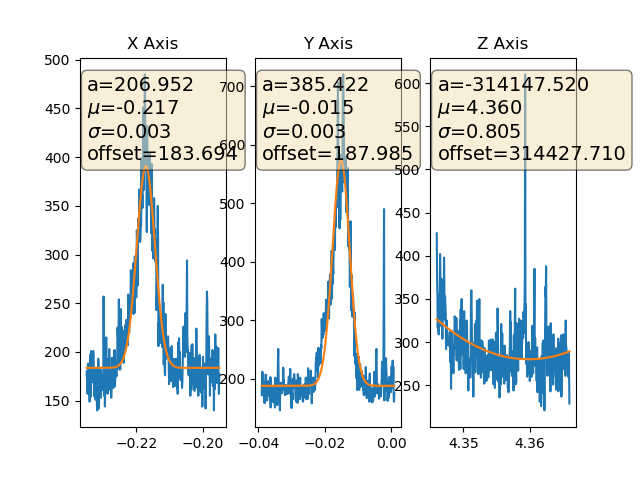 X Axis
Y Axis
Z Axis
a=206.952
μ=-0.217
σ=0.003
offset=183.694
a=385.422
μ=-0.015
σ=0.003
offset=187.985
a=-314147.520
μ=4.360
σ=0.805
offset=314427.710
500
450
400
350
300
250
200
150
−0.22
−0.20
700
600
500
400
300
200
−0.04
−0.02
0.00
600
550
500
450
400
350
300
250
4.35
4.36